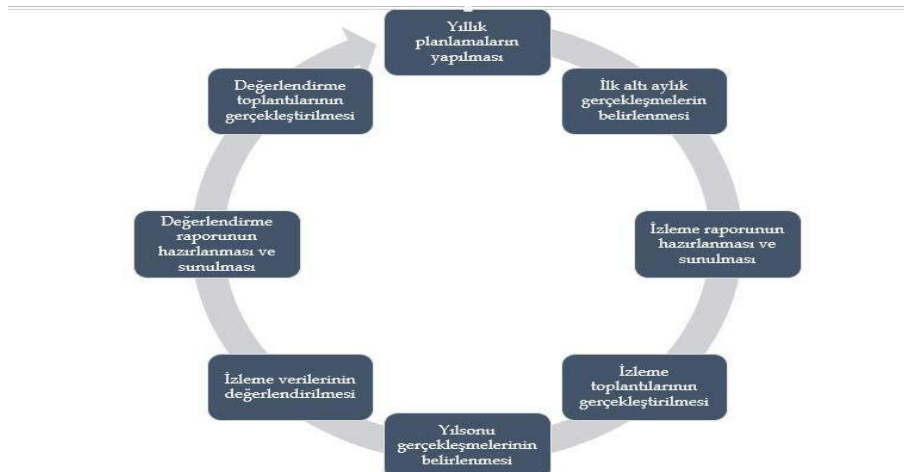 Yıllık
planlamaların
yapılması
İlk altı aylık
gerçekleşmelerin
belirlenmesi
İzleme raporunun
hazırlanması ve
sunulması
İzleme
toplantılarının
gerçekleştirilmesi
Yılsonu
gerçekleşmelerinin
belirlenmesi
İzleme verilerinin
değerlendirilmesi
Değerlendirme
raporunun
hazırlanması ve
sunulması
Değerlendirme
toplantılarının
gerçekleştirilmesi